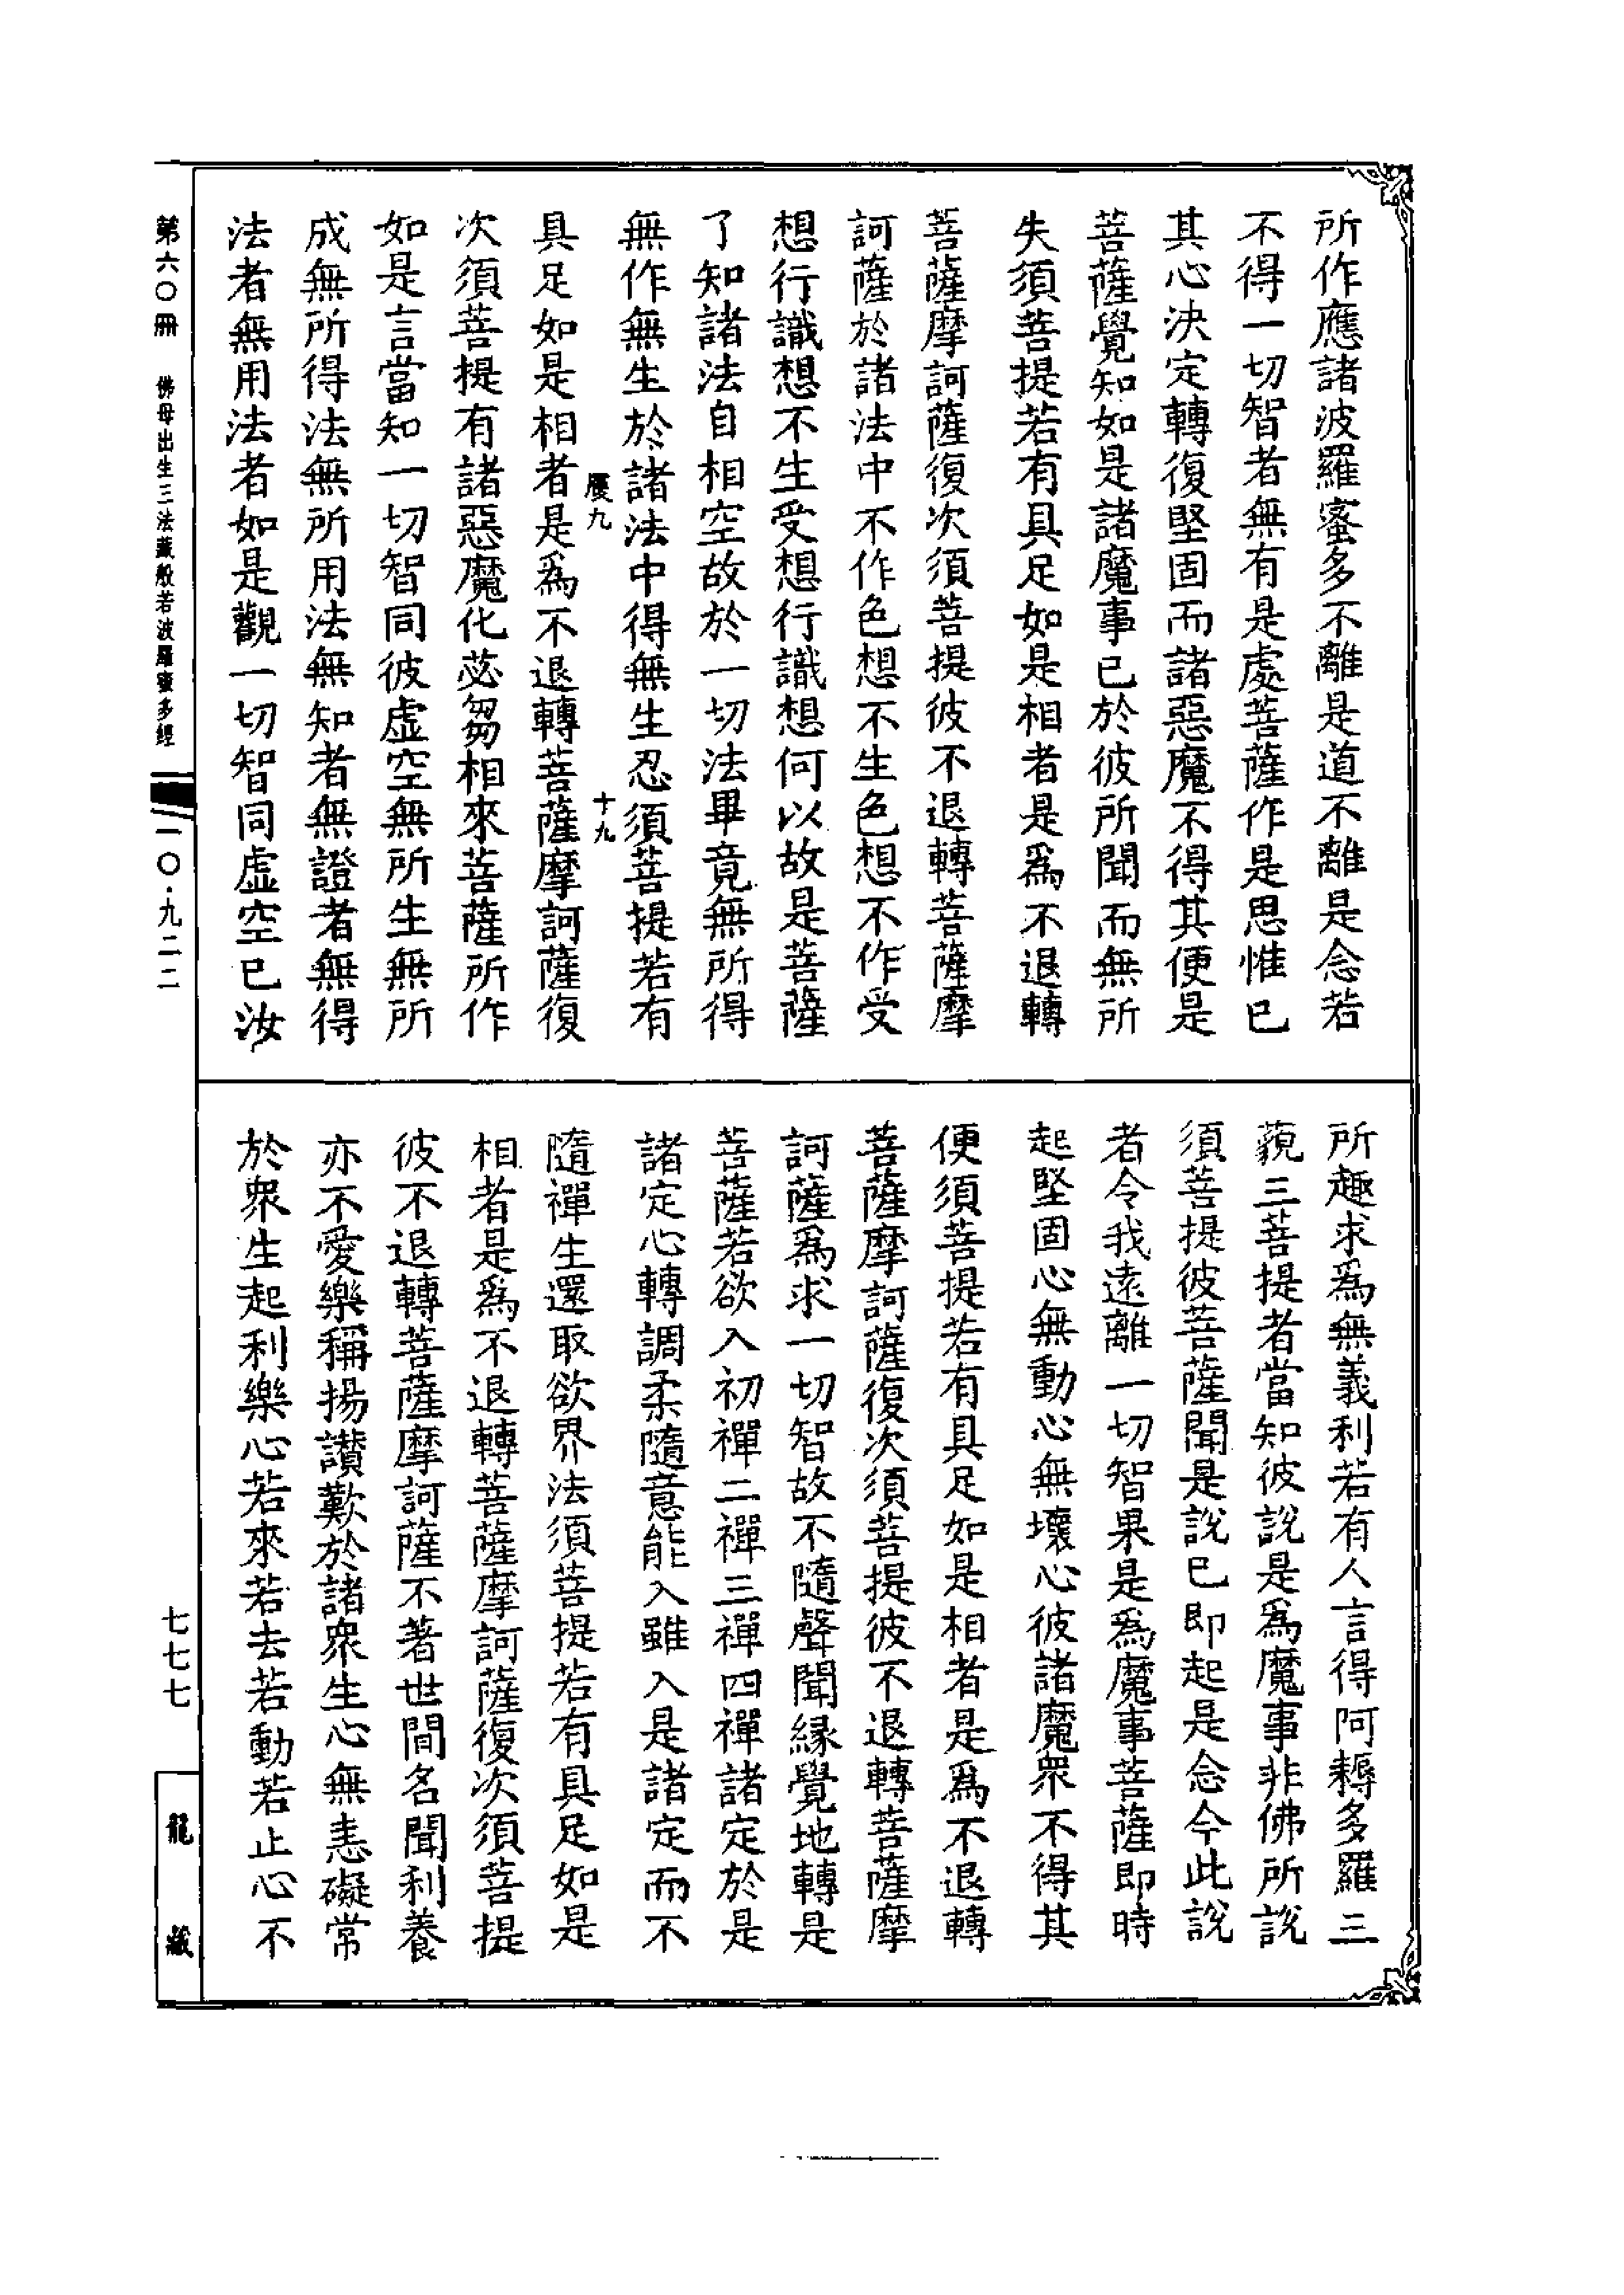 所作應諸波羅蜜多不離是道不離是念若
不得一切智者無有是處菩薩作是思惟已
其心決定轉復堅固而諸惡魔不得其便是
菩薩覺知如是諸魔事已於彼所聞而無所
失須菩提若有具足如是相者是爲不退轉
菩薩摩訶薩復次須菩提彼不退轉菩薩摩
訶薩於諸法中不作色想不生色想不作受
想行識想不生受想行識想何以故是菩薩
了知諸法自相空故於一切法畢竟無所得
無作無生於諸法中得無生忍須菩提若有
履九
十九
具足如是相者是爲不退轉菩薩摩訶薩復
次須菩提有諸惡魔化苾芻相來菩薩所作
如是言當知一切智同彼虛空無所生無所
成無所得法無所用法無知者無證者無得
法者無用法者如是觀一切智同虛空已汝
所趣求爲無義利若有人言得阿耨多羅三
藐三菩提者當知彼說是爲魔事非佛所說
須菩提彼菩薩聞是說已即起是念今此說
者令我遠離一切智果是爲魔事菩薩即時
起堅固心無動心無壞心彼諸魔眾不得其
便須菩提若有具足如是相者是爲不退轉
菩薩摩訶薩復次須菩提彼不退轉菩薩摩
訶薩爲求一切智故不隨聲聞緣覺地轉是
菩薩若欲入初禪二禪三禪四禪諸定於是
諸定心轉調柔隨意能入雖入是諸定而不
隨禪生還取欲界法須菩提若有具足如是
相者是爲不退轉菩薩摩訶薩復次須菩提
彼不退轉菩薩摩訶薩不著世間名聞利養
亦不愛樂稱揚讚歎於諸眾生心無恚礙常
於眾生起利樂心若來若去若動若止心不
第六〇冊 佛母出生三法藏般若波羅蜜多經
一〇·九二二
七七七
龍藏